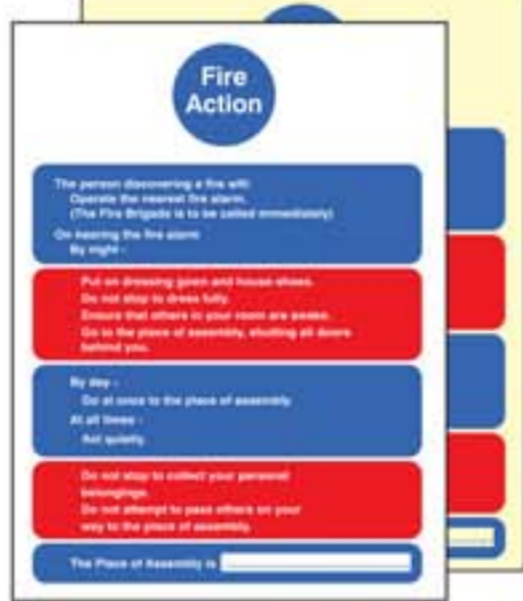 Fire
Action
The person discovering a fire will:
Operate the nearest fire alarm.
(The Fire Brigade is to be called immediately)
On hearing the fire alarm
By night -
Put on dressing gown and house shoes.
Do not stop to dress fully.
Ensure that others in your room are awake.
Go to the place of assembly, shutting all doors
behind you.
By day -
Go at once to the place of assembly.
At all times -
Act quietly.
Do not stop to collect your personal
belongings.
Do not attempt to pass others on your
way to the place of assembly.
The Place of Assembly is